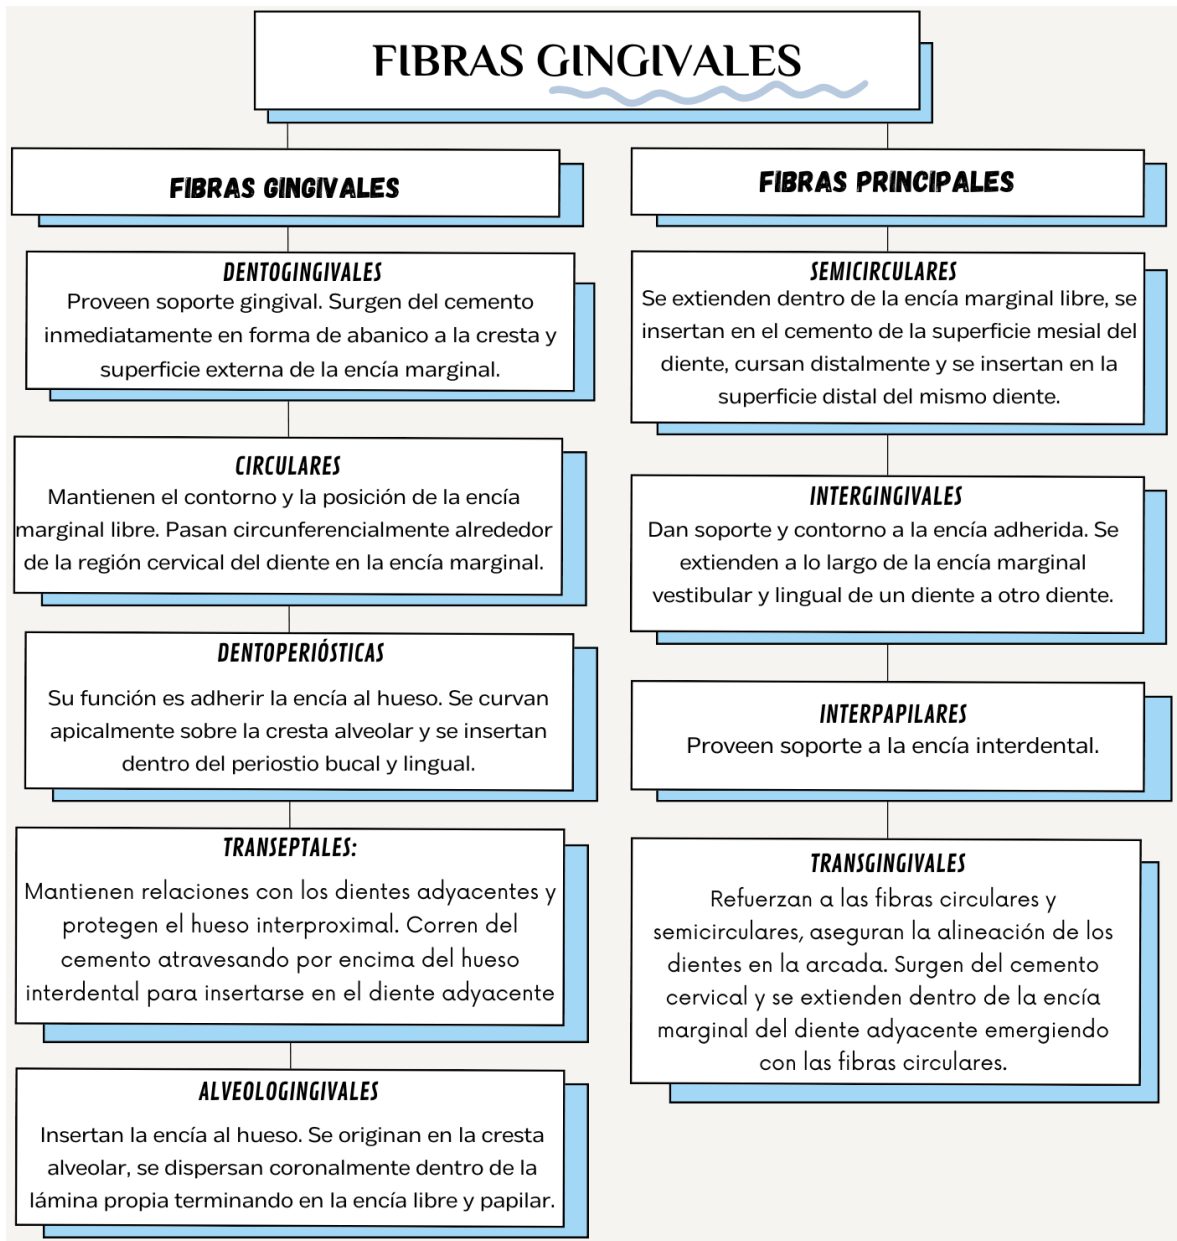 FIBRAS GINGIVALES
FIBRAS GINGIVALES
DENTOGINGIVALES
Proveen soporte gingival. Surgen del cemento
inmediatamente en forma de abanico a la cresta y
superficie externa de la encía marginal.
CIRCULARES
Mantienen el contorno y la posición de la encía
marginal libre. Pasan circunferencialmente alrededor
de la región cervical del diente en la encía marginal.
DENTOPERIÓSTICAS
Su función es adherir la encía al hueso. Se curvan
apicalmente sobre la cresta alveolar y se insertan
dentro del periostio bucal y lingual.
TRANSEPTALES:
Mantienen relaciones con los dientes adyacentes y
protegen el hueso interproximal. Corren del
cemento atravesando por encima del hueso
interdental para insertarse en el diente adyacente
ALVEOLOGINGIVALES
Insertan la encía al hueso. Se originan en la cresta
alveolar, se dispersan coronalmente dentro de la
lámina propia terminando en la encía libre y papilar.
FIBRAS PRINCIPALES
SEMICIRCULARES
Se extienden dentro de la encía marginal libre, se
insertan en el cemento de la superficie mesial del
diente, cursan distalmente y se insertan en la
superficie distal del mismo diente.
INTERGINGIVALES
Dan soporte y contorno a la encía adherida. Se
extienden a lo largo de la encía marginal
vestibular y lingual de un diente a otro diente.
INTERPAPILARES
Proveen soporte a la encía interdental.
TRANSGINGIVALES
Refuerzan a las fibras circulares y
semicirculares, aseguran la alineación de los
dientes en la arcada. Surgen del cemento
cervical y se extienden dentro de la encía
marginal del diente adyacente emergiendo
con las fibras circulares.